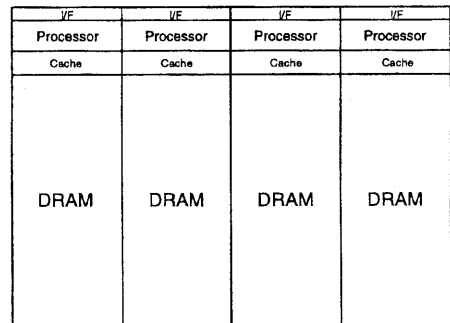 I/F I/F I/F I/F
Processor Processor Processor Processor
Cache Cache Cache Cache
DRAM DRAM DRAM DRAM